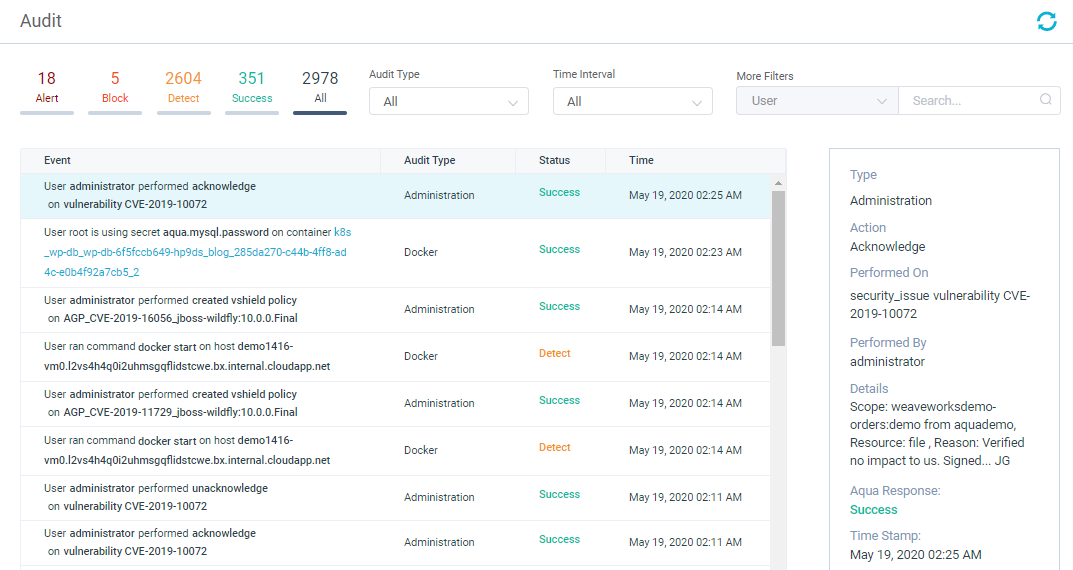 Audit
18 5 2604 351 2978
Alert Block Detect Success All
Audit Type
All
Time Interval
All
More Filters
User Search...
Event Audit Type Status Time
User administrator performed acknowledge
on vulnerability CVE-2019-10072
Administration Success May 19, 2020 02:25 AM
User root is using secret aqua.mysql.password on container k8s
_wp-db_wp-db-6f5fccb649-hp9ds_blog_285da270-c44b-4ff8-ad
4c-e0b4f92a7cb5_2
Docker Success May 19, 2020 02:23 AM
User administrator performed created vshield policy
on AGP_CVE-2019-16056_jboss-wildfly:10.0.0.Final
Administration Success May 19, 2020 02:14 AM
User ran command docker start on host demo1416-
vm0.l2vs4h4q0i2uhmsgqflidstcwe.bx.internal.cloudapp.net
Docker Detect May 19, 2020 02:14 AM
User administrator performed created vshield policy
on AGP_CVE-2019-11729_jboss-wildfly:10.0.0.Final
Administration Success May 19, 2020 02:14 AM
User ran command docker start on host demo1416-
vm0.l2vs4h4q0i2uhmsgqflidstcwe.bx.internal.cloudapp.net
Docker Detect May 19, 2020 02:14 AM
User administrator performed unacknowledge
on vulnerability CVE-2019-10072
Administration Success May 19, 2020 02:11 AM
User administrator performed acknowledge
on vulnerability CVE-2019-10072
Administration Success May 19, 2020 02:11 AM
Type
Administration
Action
Acknowledge
Performed On
security_issue vulnerability CVE-
2019-10072
Performed By
administrator
Details
Scope: weaveworksdemo-
orders:demo from aquademo,
Resource: file , Reason: Verified
no impact to us. Signed... JG
Aqua Response:
Success
Time Stamp:
May 19, 2020 02:25 AM